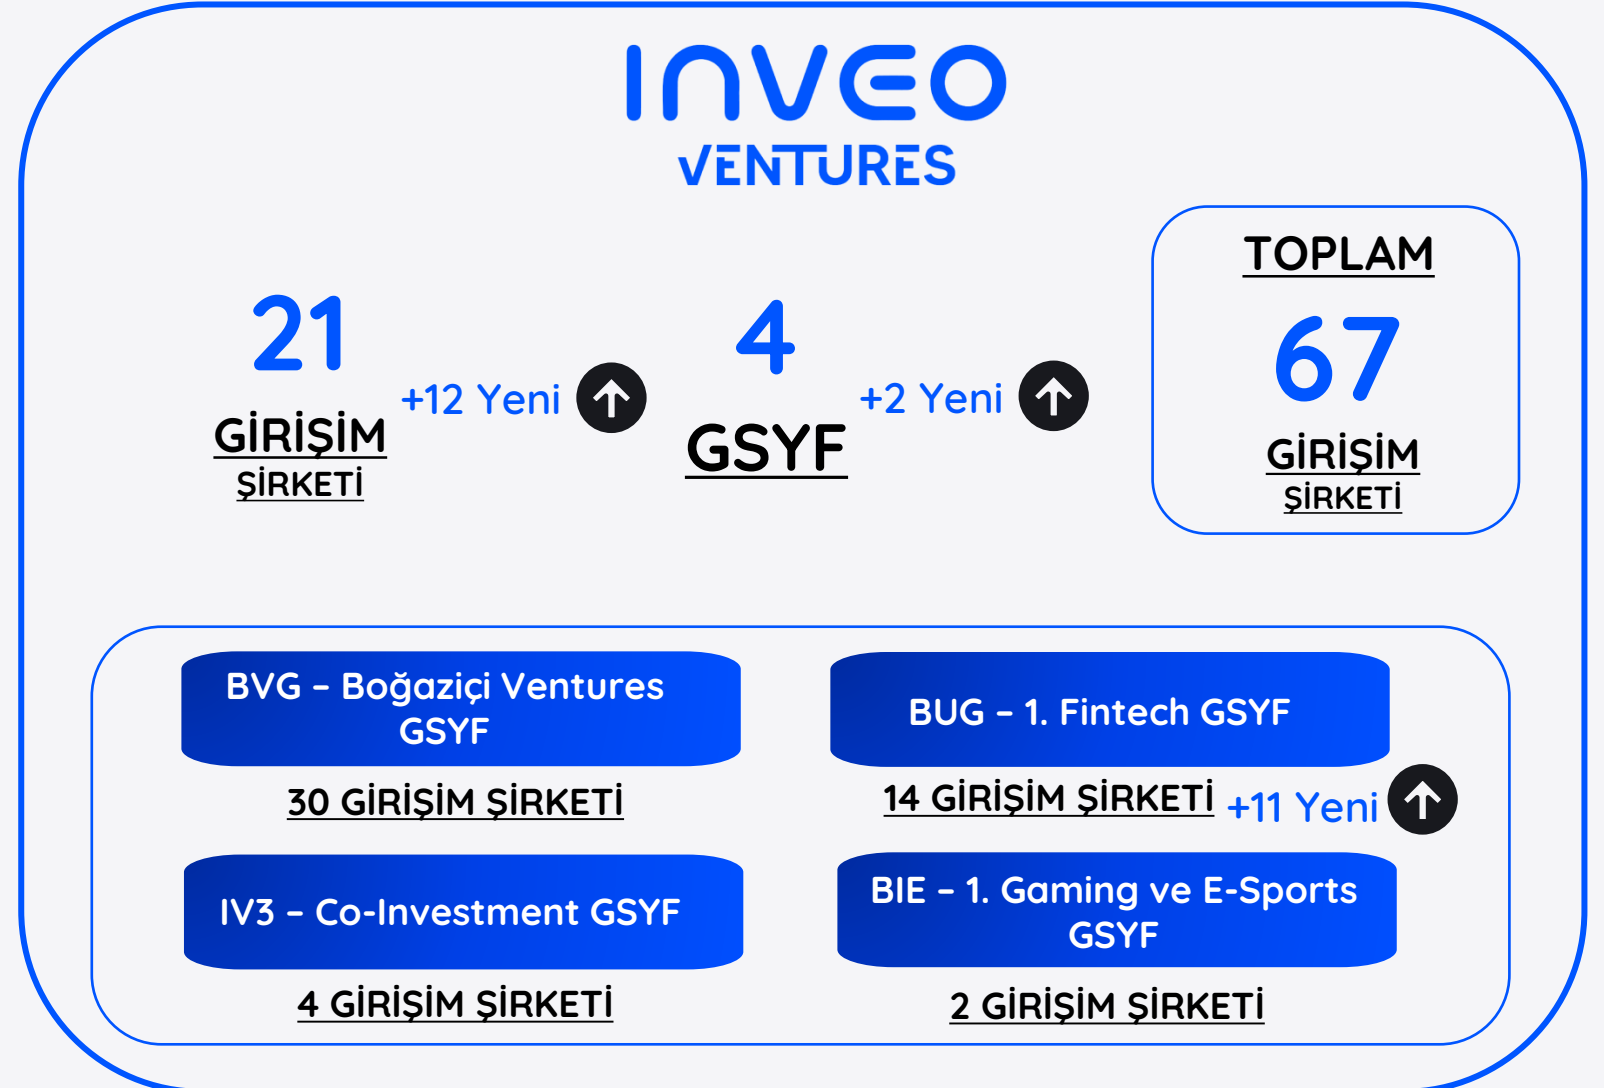 INVEO
VENTURES
21
GİRİŞİM
ŞİRKETİ
+12 Yeni
4
GSYF
+2 Yeni
TOPLAM
67
GİRİŞİM
ŞİRKETİ
BVG – Boğaziçi Ventures
GSYF
30 GİRİŞİM ŞİRKETİ
BUG – 1. Fintech GSYF
14 GİRİŞİM ŞİRKETİ
+11 Yeni
IV3 – Co-Investment GSYF
4 GİRİŞİM ŞİRKETİ
BIE – 1. Gaming ve E-Sports
GSYF
2 GİRİŞİM ŞİRKETİ